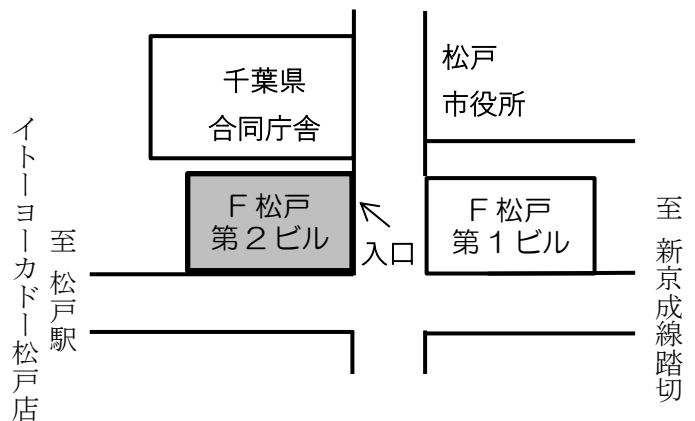 千葉県
合同庁舎
松戸
市役所
F 松戸
第２ビル
入口
F 松戸
第１ビル
至 松戸駅
イトーヨーカドー松戸店
至 新京成線踏切